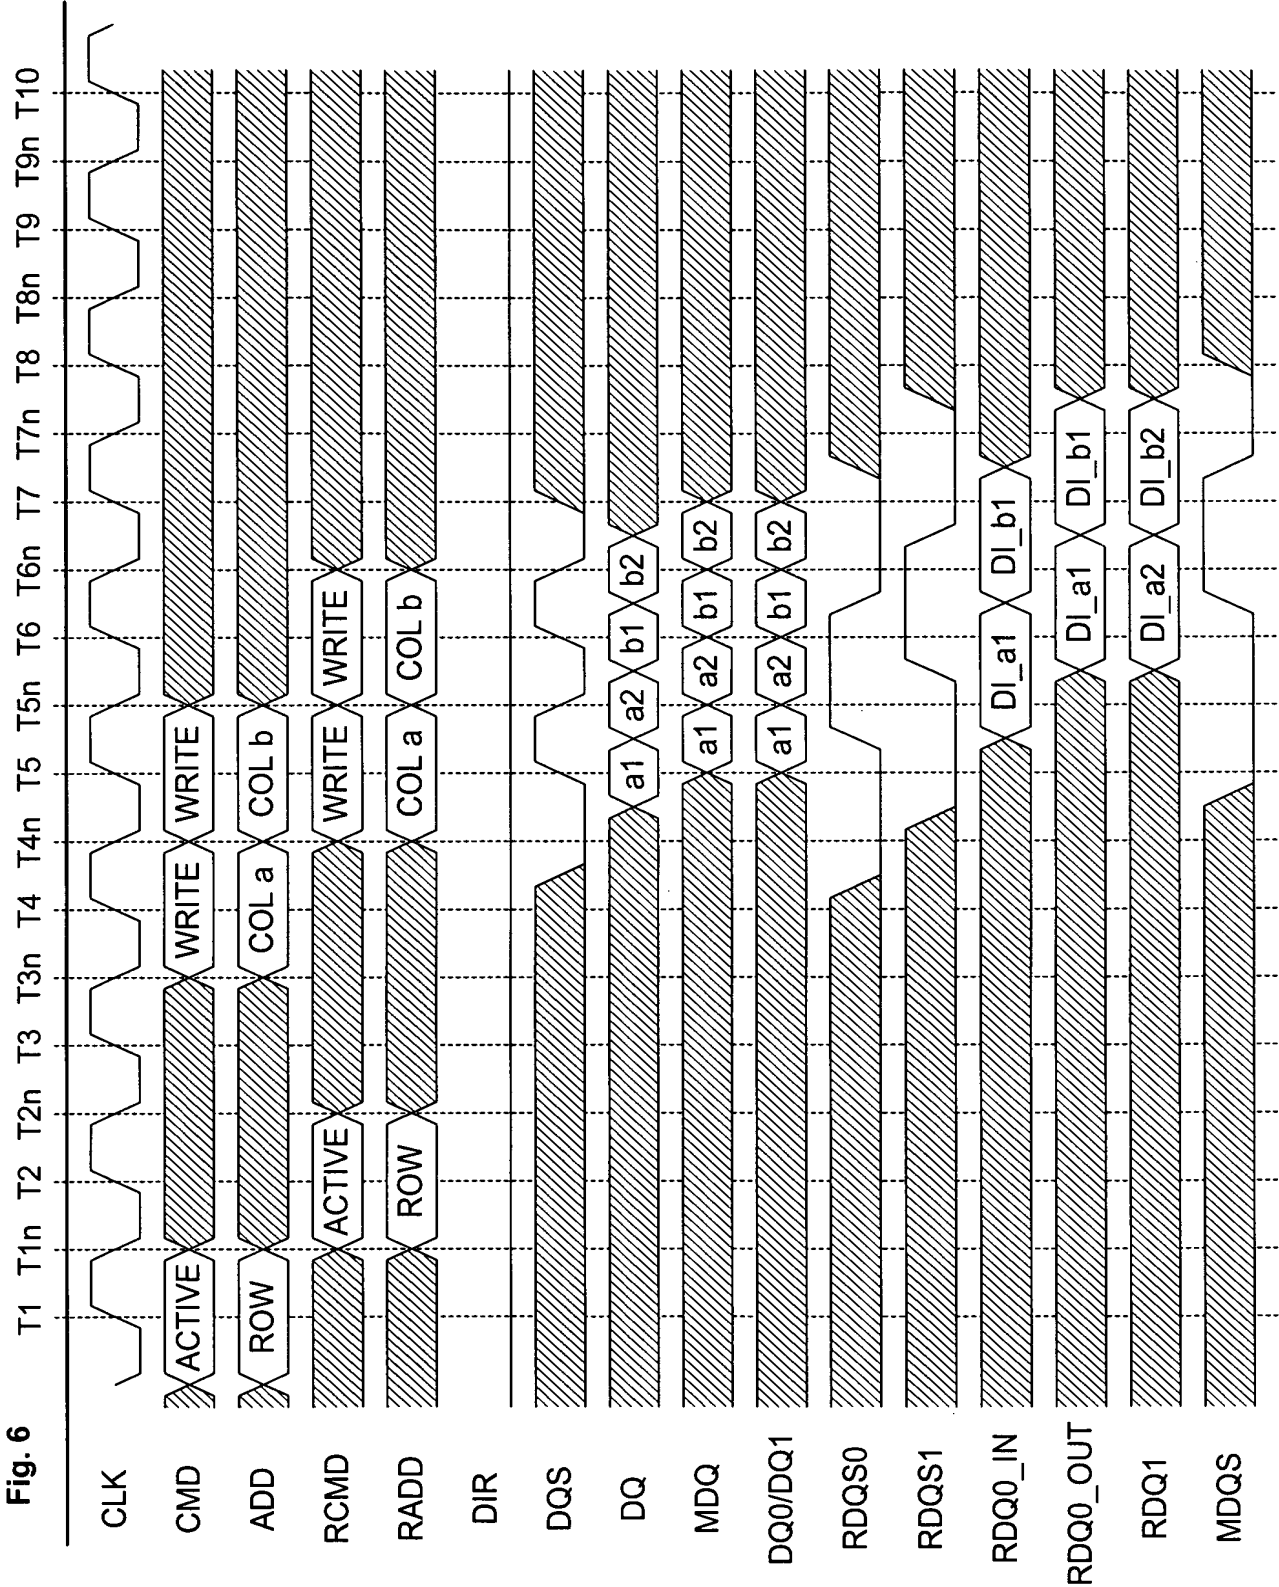 Fig. 6
T1 T1n T2 T2n T3 T3n T4 T4n T5 T5n T6 T6n T7 T7n T8 T8n T9 T9n T10
CLK
CMD ACTIVE WRITE WRITE
ADD ROW COL a COL b
RCMD ACTIVE WRITE WRITE
RADD ROW COL a COL b
DIR
DQS
DQ a1 a2 b1 b2
MDQ a1 a2 b1 b2
DQ0/DQ1 a1 a2 b1 b2
RDQS0
RDQS1
RDQ0_IN DI_a1 DI_b1
RDQ0_OUT DI_a1 DI_b1
RDQ1 DI_a2 DI_b2
MDQS